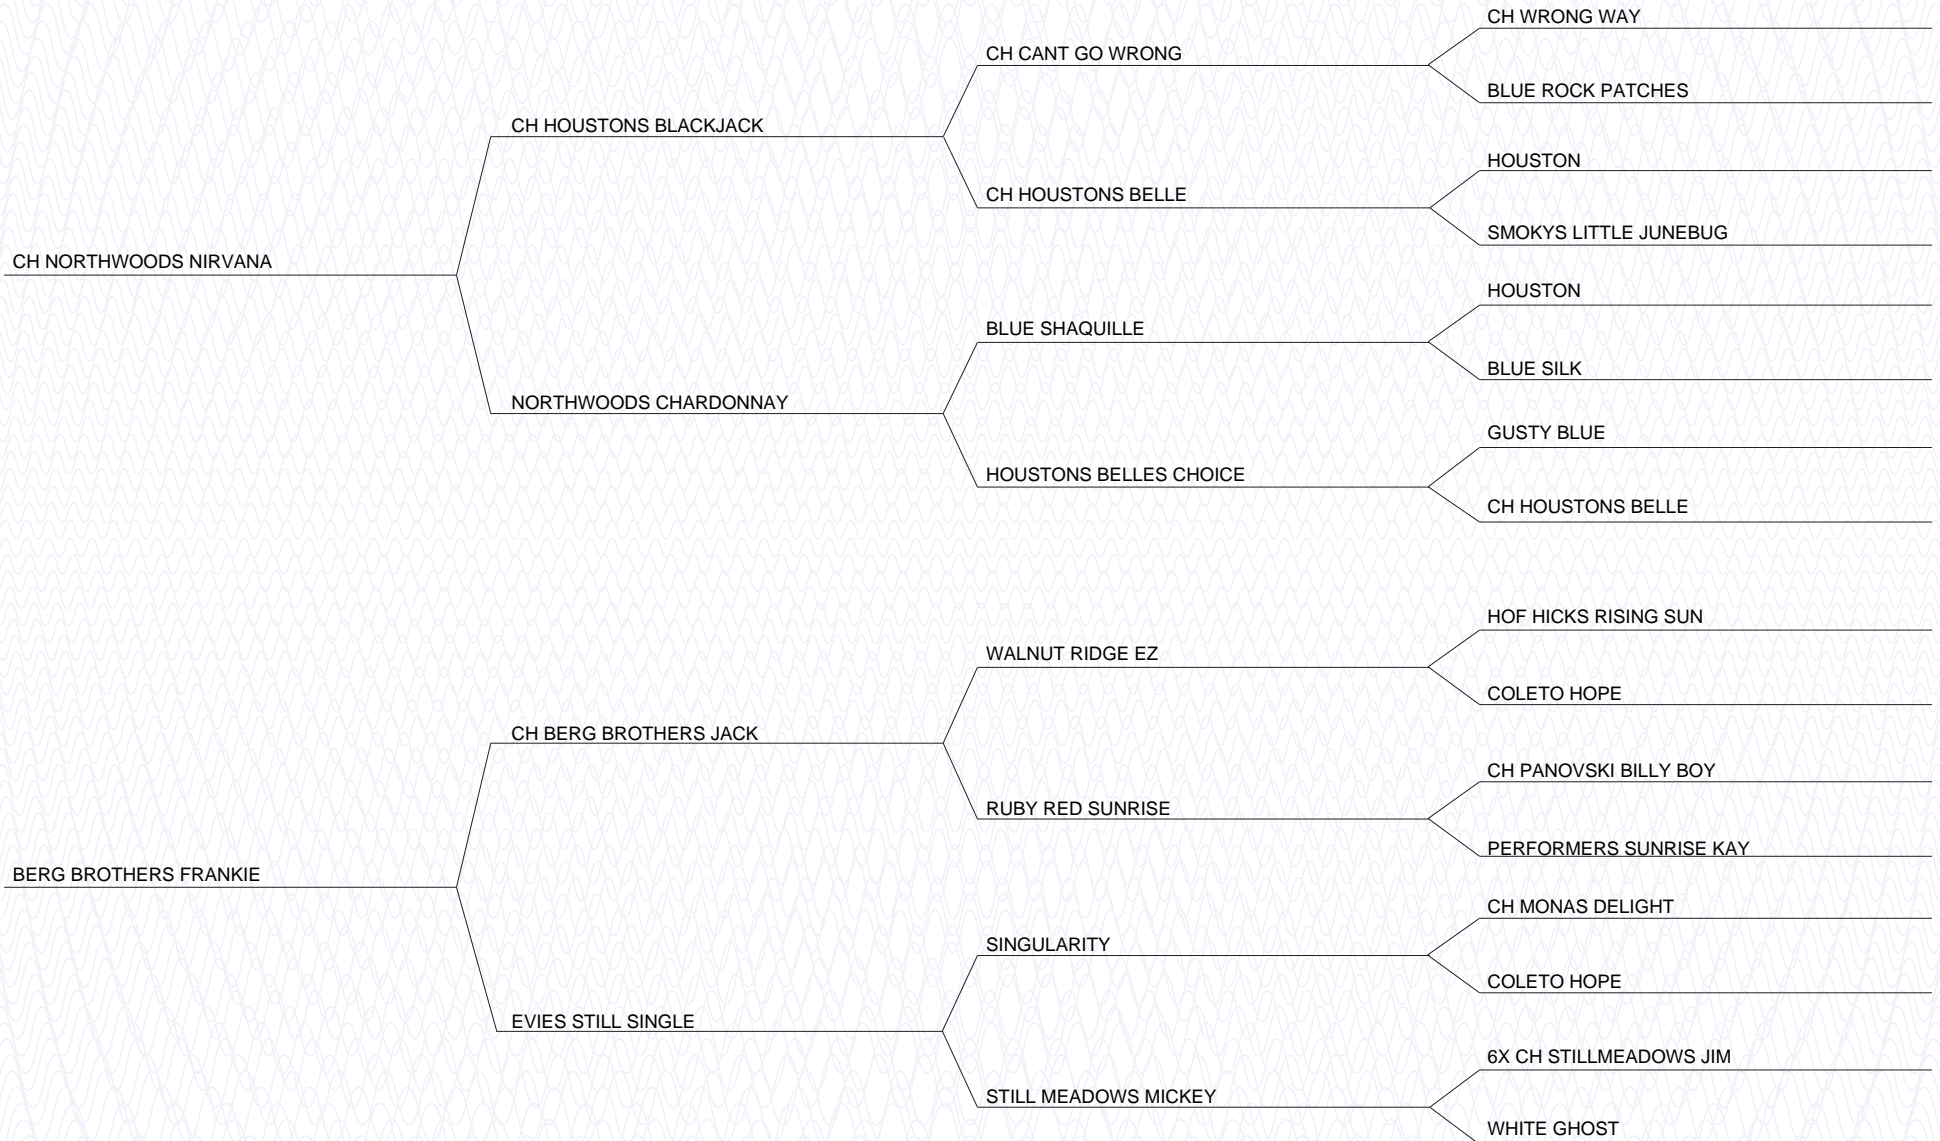 CH WRONG WAY
CH CANT GO WRONG
BLUE ROCK PATCHES
CH HOUSTONS BLACKJACK
HOUSTON
CH HOUSTONS BELLE
SMOKYS LITTLE JUNEBUG
CH NORTHWOODS NIRVANA
HOUSTON
BLUE SHAQUILLE
BLUE SILK
NORTHWOODS CHARDONNAY
GUSTY BLUE
HOUSTONS BELLES CHOICE
CH HOUSTONS BELLE
HOF HICKS RISING SUN
WALNUT RIDGE EZ
COLETO HOPE
CH BERG BROTHERS JACK
CH PANOVSKI BILLY BOY
RUBY RED SUNRISE
PERFORMERS SUNRISE KAY
BERG BROTHERS FRANKIE
CH MONAS DELIGHT
SINGULARITY
COLETO HOPE
EVIES STILL SINGLE
6X CH STILLMEADOWS JIM
STILL MEADOWS MICKEY
WHITE GHOST